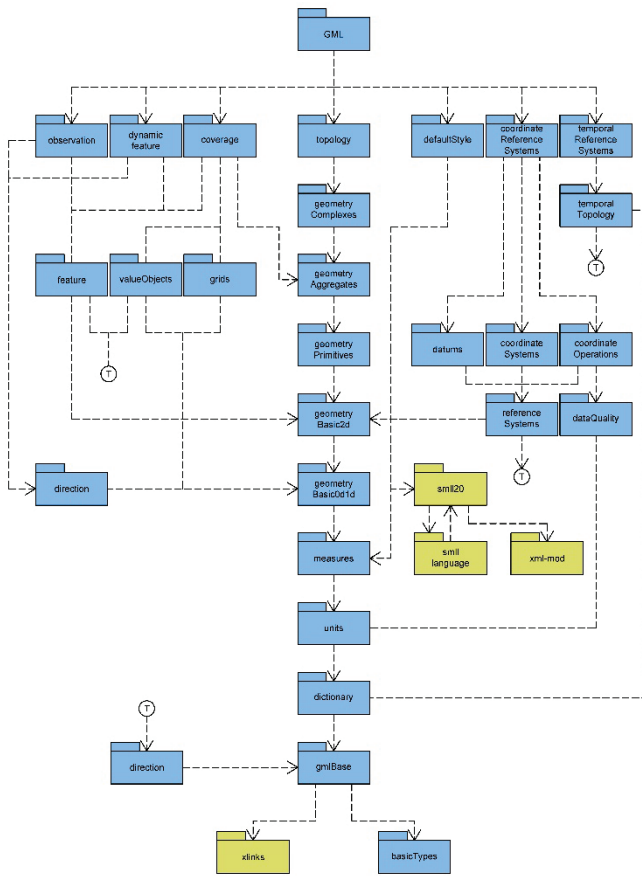 GML
observation
dynamic
feature
coverage
topology
defaultStyle
coordinate
Reference
Systems
temporal
Reference
Systems
geometry
Complexes
temporal
Topology
feature
valueObjects
grids
geometry
Aggregates
T
geometry
Primitives
datums
coordinate
Systems
coordinate
Operations
T
geometry
Basic2d
reference
Systems
dataQuality
T
direction
geometry
Basic0d1d
smil20
measures
smil
language
xml-mod
units
dictionary
T
direction
gmlBase
xlinks
basicTypes